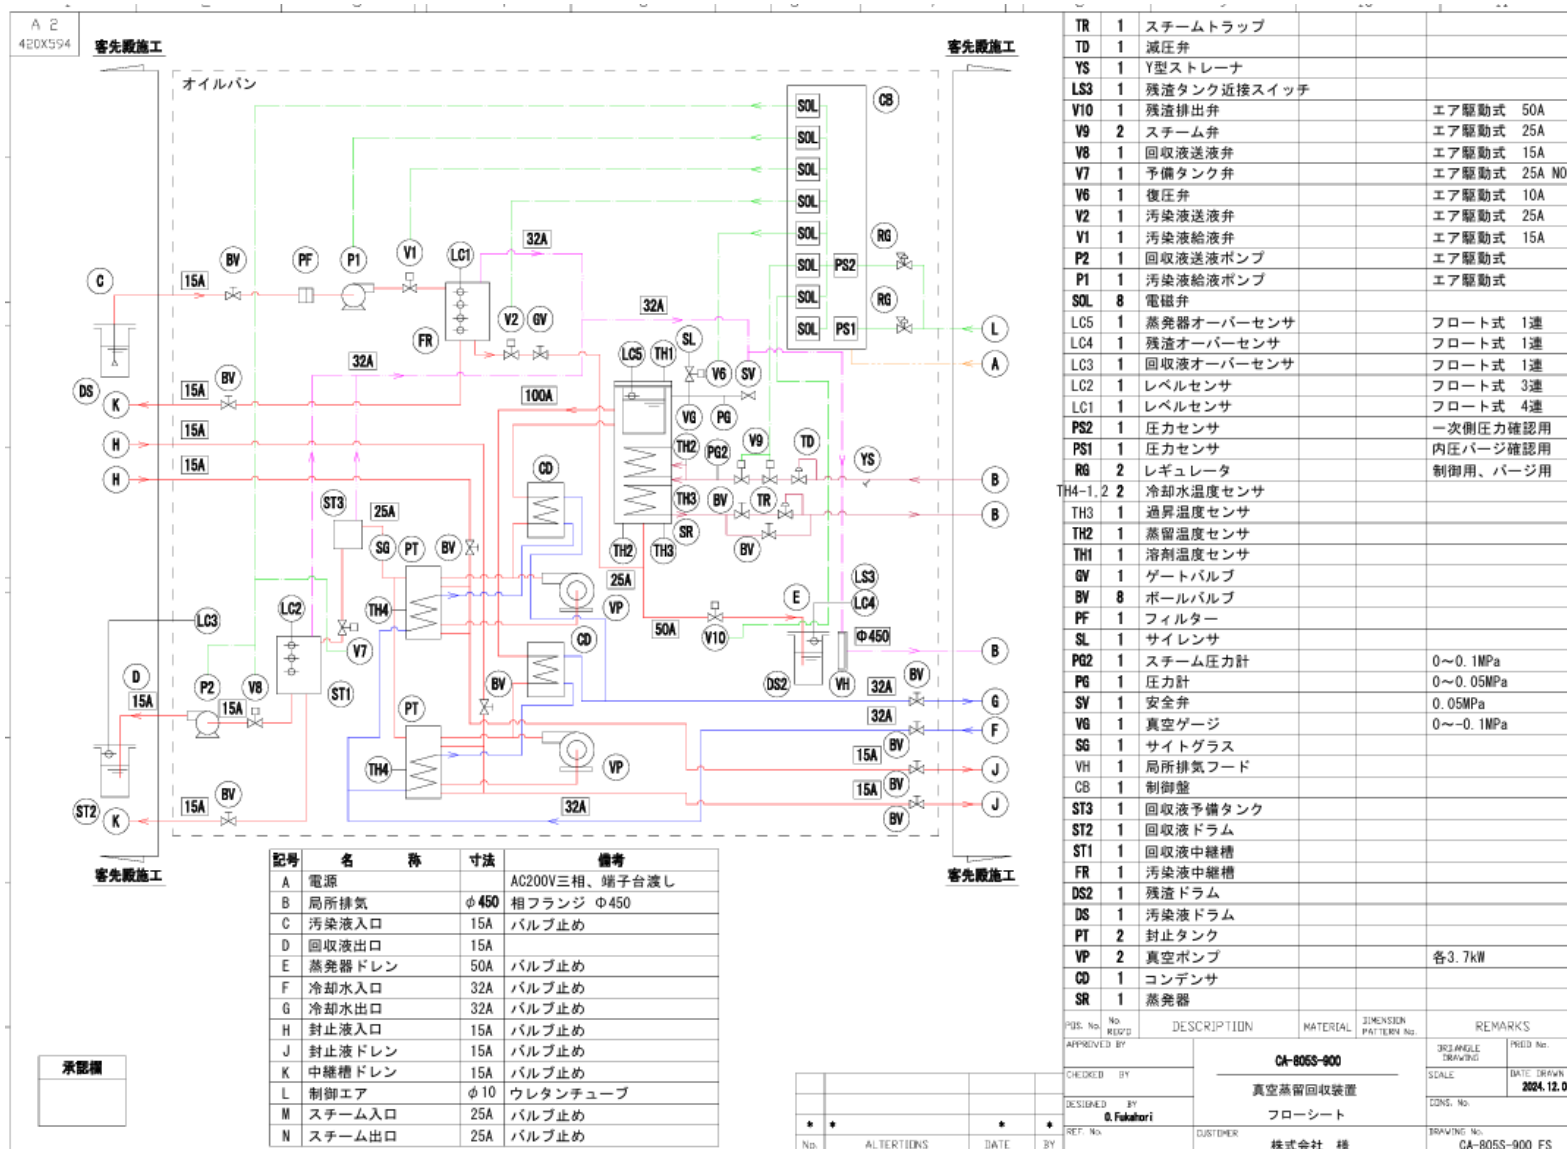 A 2
420X594
客先殿施工
客先殿施工
オイルパン
SOL
CB
SOL
SOL
SOL
SOL
RG
SOL
PS2
SOL
RG
SOL
PS1
L
A
32A
BV
PF
P1
V1
LC1
C
15A
32A
V2
GV
FR
SL
LC5
TH1
V6
SV
32A
BV
15A
DS
K
100A
VG
PG
15A
H
TH2
PG2
V9
TD
YS
15A
H
CD
B
ST3
25A
TH3
BV
TR
B
SG
PT
BV
SR
TH2
TH3
BV
25A
LS3
E
LC4
TH4
VP
LC2
LC3
CD
50A
V10
Φ450
V7
B
D
P2
V8
ST1
BV
DS2
VH
BV
15A
15A
PT
32A
G
32A
F
BV
TH4
VP
15A
J
BV
BV
15A
ST2
K
15A
32A
J
BV
客先殿施工
客先殿施工
記号 名 称 寸法 備考
A 電源 AC200V三相、端子台渡し
B 局所排気 φ450 相フランジ Φ450
C 汚染液入口 15A バルブ止め
D 回収液出口 15A
E 蒸発器ドレン 50A バルブ止め
F 冷却水入口 32A バルブ止め
G 冷却水出口 32A バルブ止め
H 封止液入口 15A バルブ止め
J 封止液ドレン 15A バルブ止め
K 中継槽ドレン 15A バルブ止め
L 制御エア φ10 ウレタンチューブ
M スチーム入口 25A バルブ止め
N スチーム出口 25A バルブ止め
承認欄
TR 1 スチームトラップ
TD 1 減圧弁
YS 1 Y型ストレーナ
LS3 1 残渣タンク近接スイッチ
V10 1 残渣排出弁 エア駆動式 50A
V9 2 スチーム弁 エア駆動式 25A
V8 1 回収液送液弁 エア駆動式 15A
V7 1 予備タンク弁 エア駆動式 25A NO
V6 1 復圧弁 エア駆動式 10A
V2 1 汚染液送液弁 エア駆動式 25A
V1 1 汚染液給液弁 エア駆動式 15A
P2 1 回収液送液ポンプ エア駆動式
P1 1 汚染液給液ポンプ エア駆動式
SOL 8 電磁弁
LC5 1 蒸発器オーバーセンサ フロート式 1連
LC4 1 残渣オーバーセンサ フロート式 1連
LC3 1 回収液オーバーセンサ フロート式 1連
LC2 1 レベルセンサ フロート式 3連
LC1 1 レベルセンサ フロート式 4連
PS2 1 圧力センサ 一次側圧力確認用
PS1 1 圧力センサ 内圧パージ確認用
RG 2 レギュレータ 制御用、パージ用
TH4-1,2 2 冷却水温度センサ
TH3 1 過昇温度センサ
TH2 1 蒸留温度センサ
TH1 1 溶剤温度センサ
GV 1 ゲートバルブ
BV 8 ボールバルブ
PF 1 フィルター
SL 1 サイレンサ
PG2 1 スチーム圧力計 0～0.1MPa
PG 1 圧力計 0～0.05MPa
SV 1 安全弁 0.05MPa
VG 1 真空ゲージ 0～-0.1MPa
SG 1 サイトグラス
VH 1 局所排気フード
CB 1 制御盤
ST3 1 回収液予備タンク
ST2 1 回収液ドラム
ST1 1 回収液中継槽
FR 1 汚染液中継槽
DS2 1 残渣ドラム
DS 1 汚染液ドラム
PT 2 封止タンク
VP 2 真空ポンプ 各3.7kW
CD 1 コンデンサ
SR 1 蒸発器
POS. No. No. REQ'D DESCRIPTION MATERIAL DIMENSION PATTERN No. REMARKS
APPROVED BY
CA-805S-900
3RD.ANGLE DRAWING
PROD No.
CHECKED BY
真空蒸留回収装置
SCALE
DATE DRAWN
2024.12.0
DESIGNED BY
O.Fukahori
フローシート
CONS. No.
REF. No.
CUSTOMER
株式会社 様
DRAWING No.
CA-805S-900 FS
* * * *
No. ALTERTIONS DATE BY